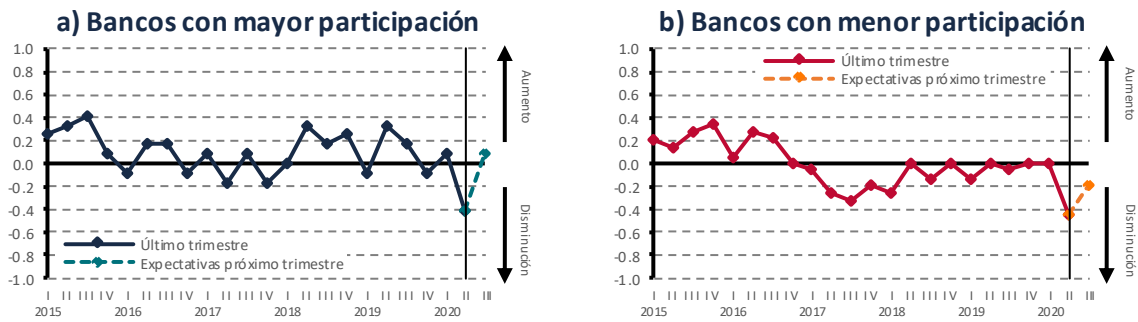 a) Bancos con mayor participación
1.0
0.8
0.6
0.4
0.2
0.0
-0.2
-0.4
-0.6
-0.8
-1.0
Aumento
Disminución
Último trimestre
Expectativas próximo trimestre
I II III IV I II III IV I II III IV I II III IV I II III IV I II III
2015 2016 2017 2018 2019 2020
b) Bancos con menor participación
1.0
0.8
0.6
0.4
0.2
0.0
-0.2
-0.4
-0.6
-0.8
-1.0
Último trimestre
Expectativas próximo trimestre
Aumento
Disminución
I II III IV I II III IV I II III IV I II III IV I II III IV I II III
2015 2016 2017 2018 2019 2020